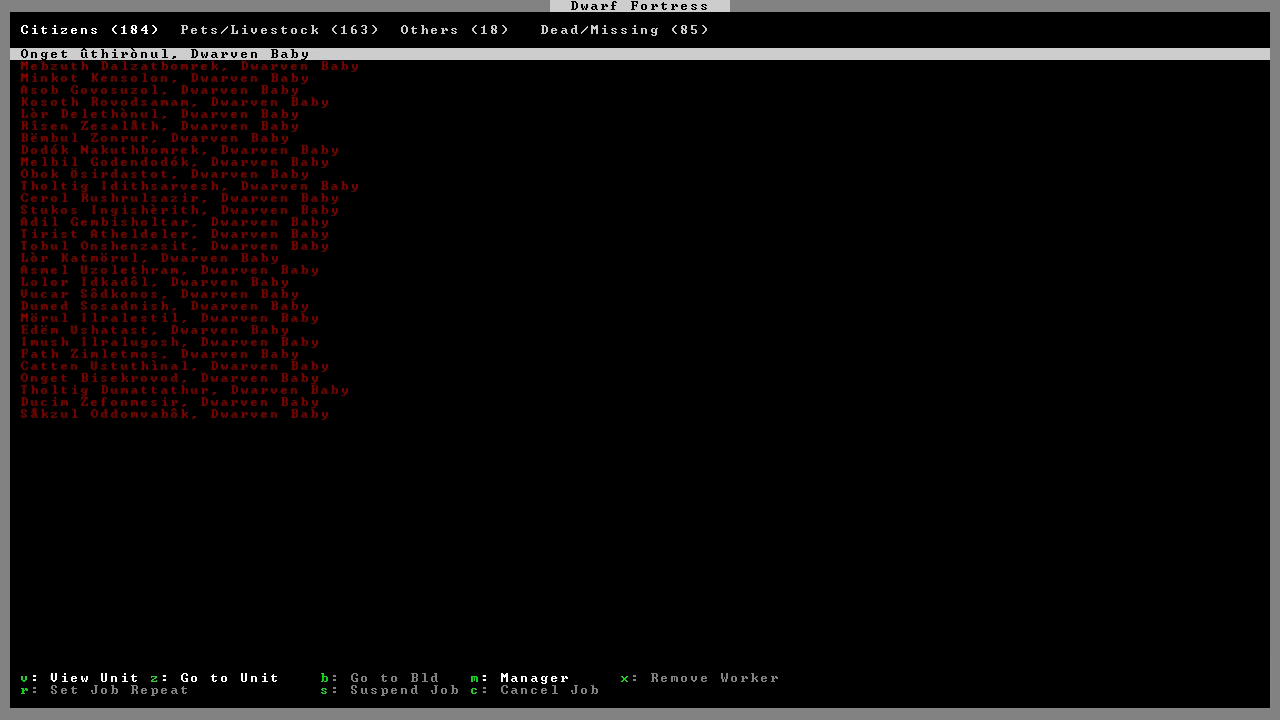 Dwarf Fortress
Citizens (184) Pets/Livestock (163) Others (18) Dead/Missing (85)
Onget ûthirònul, Dwarven Baby
Mebzuth Dalzathomrek, Dwarven Baby
Minkot Kensolon, Dwarven Baby
Asob Govosuzol, Dwarven Baby
Kosoth Rovodsamam, Dwarven Baby
Lòr Delethònul, Dwarven Baby
Rîsen ZesalÅth, Dwarven Baby
Bëmbul Zonrur, Dwarven Baby
Dodók Nakuthbomrek, Dwarven Baby
Melbil Godendodók, Dwarven Baby
Obok ösirdastot, Dwarven Baby
Tholtig Idithsarvesh, Dwarven Baby
Cerol Rushrulsazir, Dwarven Baby
Stukos Ingishèrith, Dwarven Baby
Adil Gembisholtar, Dwarven Baby
Tirist Atheldeler, Dwarven Baby
Tobul Onshenzasit, Dwarven Baby
Lòr Katmörul, Dwarven Baby
Asmel Uzolethram, Dwarven Baby
Lolor Idkadôl, Dwarven Baby
Vucar Sôdkonos, Dwarven Baby
Dumed Sosadnish, Dwarven Baby
Mörul Ilralestil, Dwarven Baby
Edëm Ushatast, Dwarven Baby
Imush Ilralugosh, Dwarven Baby
Path Zimletmos, Dwarven Baby
Catten Ustuthìnal, Dwarven Baby
Onget Bisekrovod, Dwarven Baby
Tholtig Dumattathur, Dwarven Baby
Ducim Zefonmesir, Dwarven Baby
SÅkzul Oddomvabôk, Dwarven Baby
v: View Unit z: Go to Unit b: Go to Bld m: Manager x: Remove Worker
r: Set Job Repeat s: Suspend Job c: Cancel Job